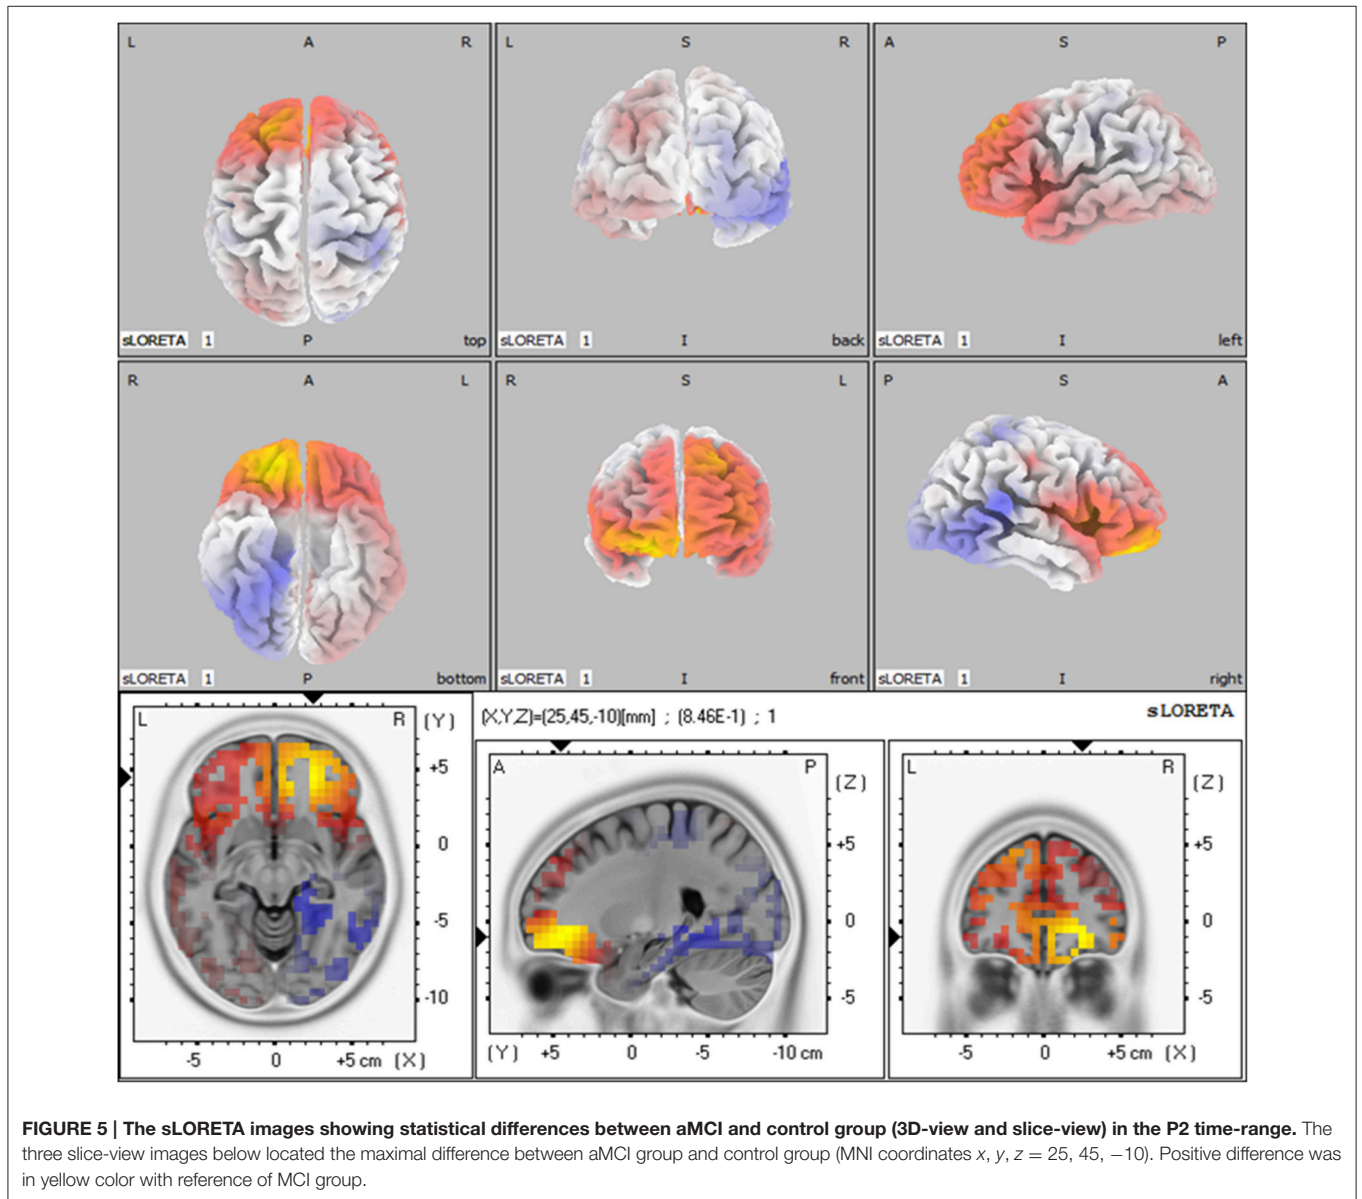 L A R
sLORETA 1 P top
L S R
sLORETA 1 I back
A S P
sLORETA 1 I left
R A L
sLORETA 1 P bottom
R S L
sLORETA 1 I front
P S A
sLORETA 1 I right
(X,Y,Z)=(25,45,-10)[mm] ; (8.46E-1) ; 1
sLORETA
L R (Y)
+5
0
-5
-10
-5 0 +5 cm (X)
A P (Z)
+5
0
-5
(Y) +5 0 -5 -10 cm
L R (Z)
+5
0
-5
-5 0 +5 cm (X)
FIGURE 5 | The sLORETA images showing statistical differences between aMCI and control group (3D-view and slice-view) in the P2 time-range. The
three slice-view images below located the maximal difference between aMCI group and control group (MNI coordinates x, y, z = 25, 45, −10). Positive difference was
in yellow color with reference of MCI group.